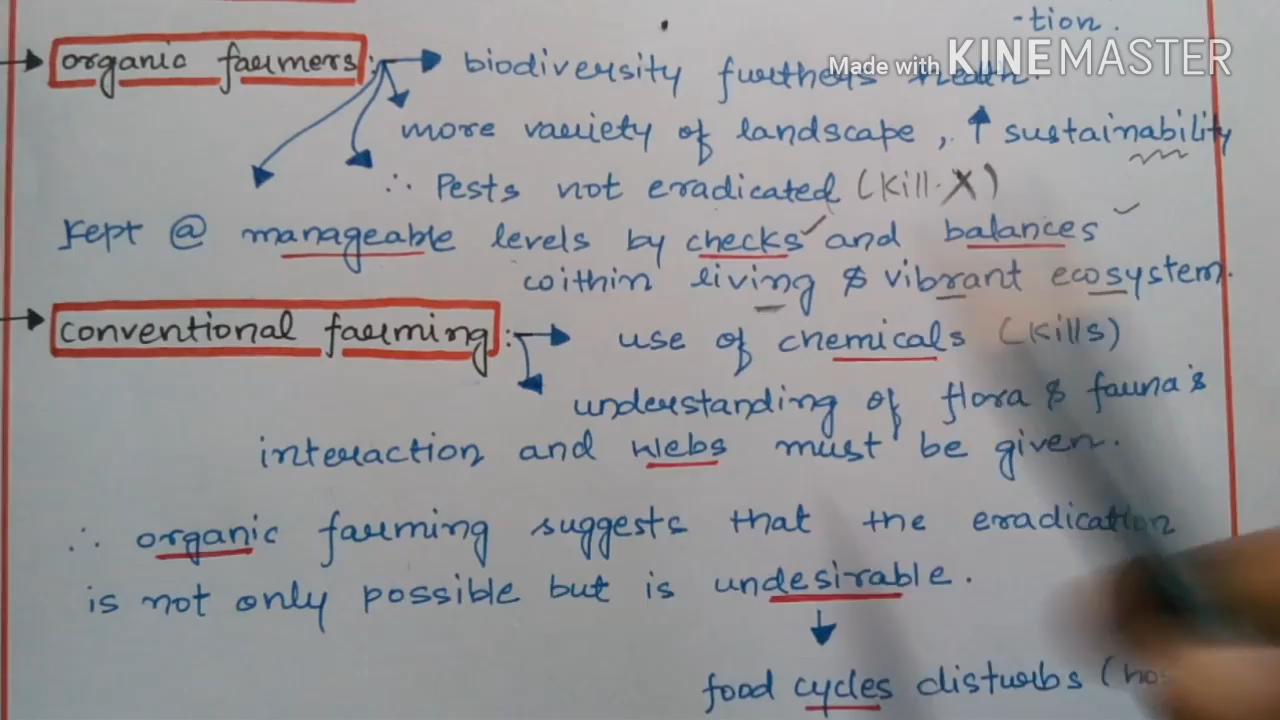 -tion.
Made with KINEMASTER
organic farmers : → biodiversity furthers health.
more variety of landscape, ↑ sustainability
∴ Pests not eradicated (Kill X)
Kept @ manageable levels by checks ✓ and balances ✓
within living & vibrant ecosystem.
conventional farming : → use of chemicals (Kills)
understanding of flora & fauna's
interaction and webs must be given.
∴ organic farming suggests that the eradication
is not only possible but is undesirable.
↓
food cycles disturbs (